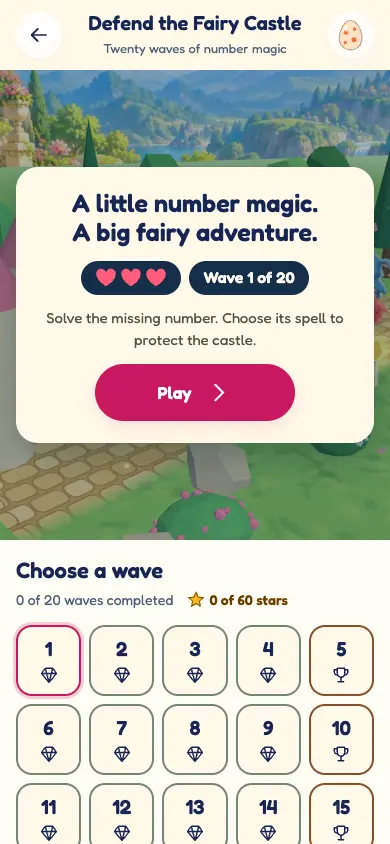 Defend the Fairy Castle
Twenty waves of number magic
A little number magic.
A big fairy adventure.
Wave 1 of 20
Solve the missing number. Choose its spell to
protect the castle.
Play
Choose a wave
0 of 20 waves completed 0 of 60 stars
1 2 3 4 5
6 7 8 9 10
11 12 13 14 15